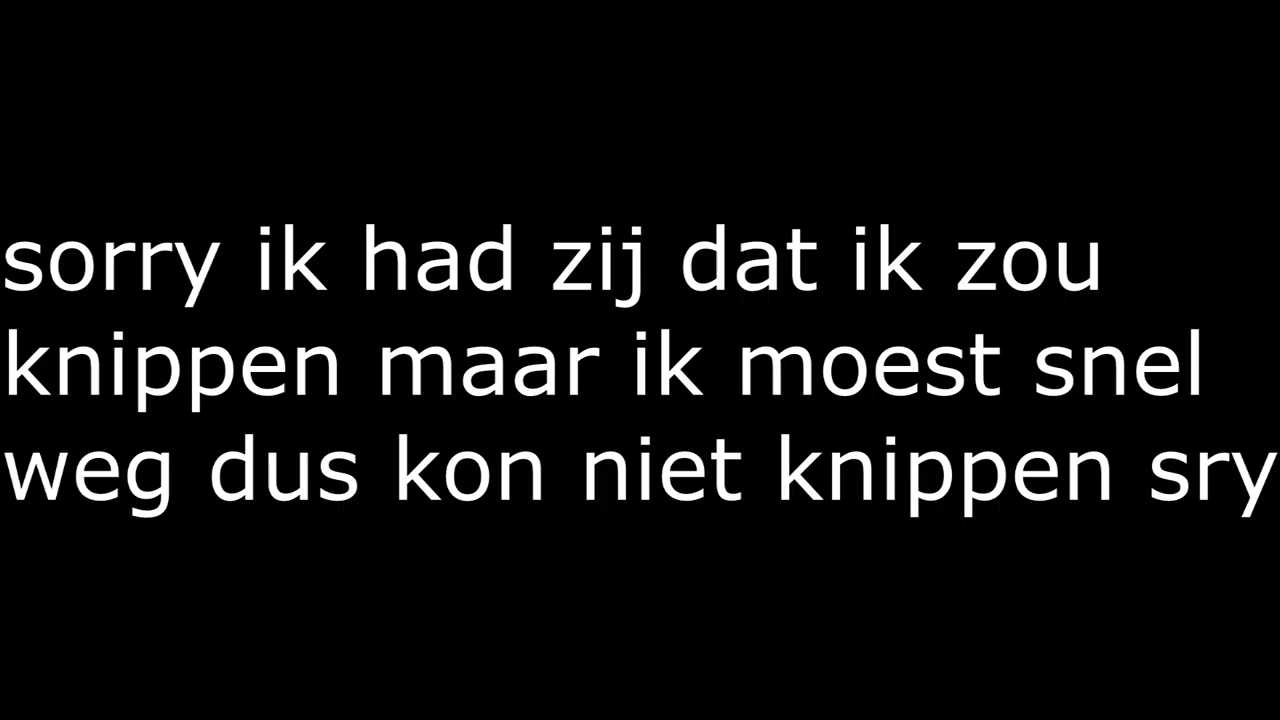 sorry ik had zij dat ik zou
knippen maar ik moest snel
weg dus kon niet knippen sry